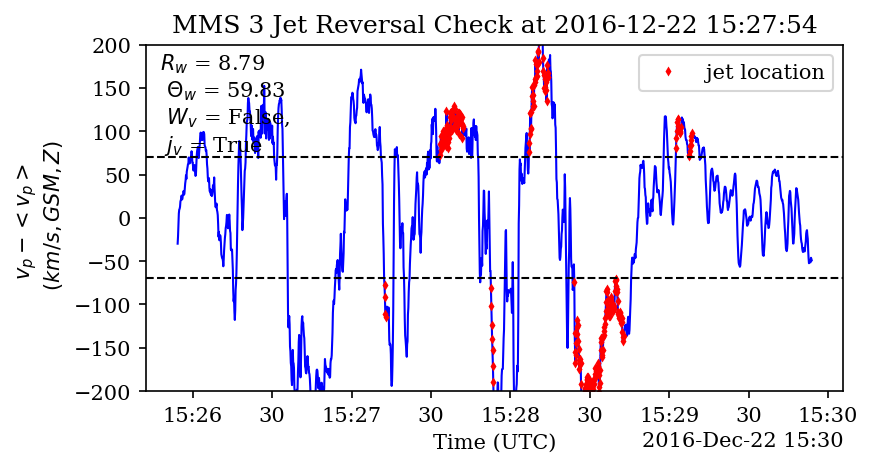 MMS 3 Jet Reversal Check at 2016-12-22 15:27:54
R_w = 8.79
Θ_w = 59.83
W_v = False,
j_v = True
jet location
v_p − <v_p>
(km/s, GSM, Z)
200
150
100
50
0
−50
−100
−150
−200
15:26 30 15:27 30 15:28 30 15:29 30 15:30
Time (UTC)
2016-Dec-22 15:30